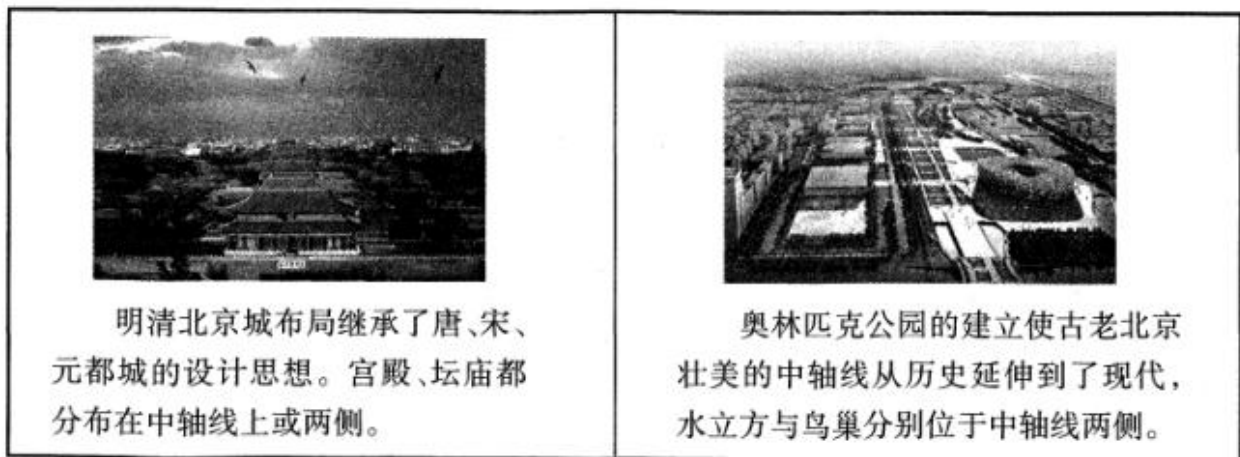 明清北京城布局继承了唐、宋、
元都城的设计思想。宫殿、坛庙都
分布在中轴线上或两侧。
奥林匹克公园的建立使古老北京
壮美的中轴线从历史延伸到了现代，
水立方与鸟巢分别位于中轴线两侧。